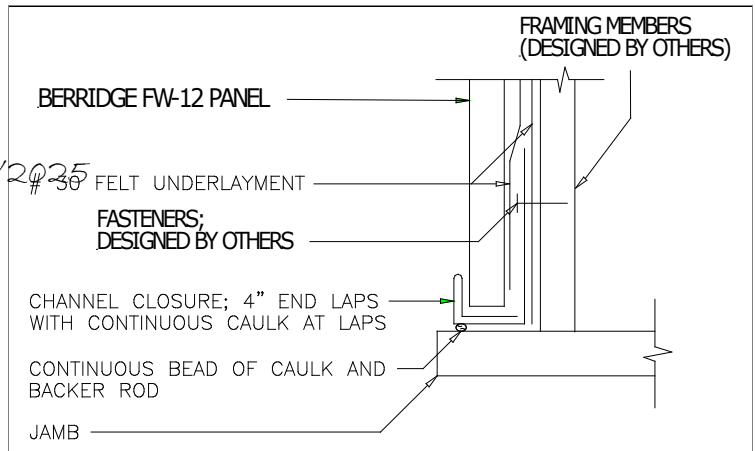 FRAMING MEMBERS
(DESIGNED BY OTHERS)
BERRIDGE FW-12 PANEL
/2025
# 30 FELT UNDERLAYMENT
FASTENERS;
DESIGNED BY OTHERS
CHANNEL CLOSURE; 4" END LAPS
WITH CONTINUOUS CAULK AT LAPS
CONTINUOUS BEAD OF CAULK AND
BACKER ROD
JAMB